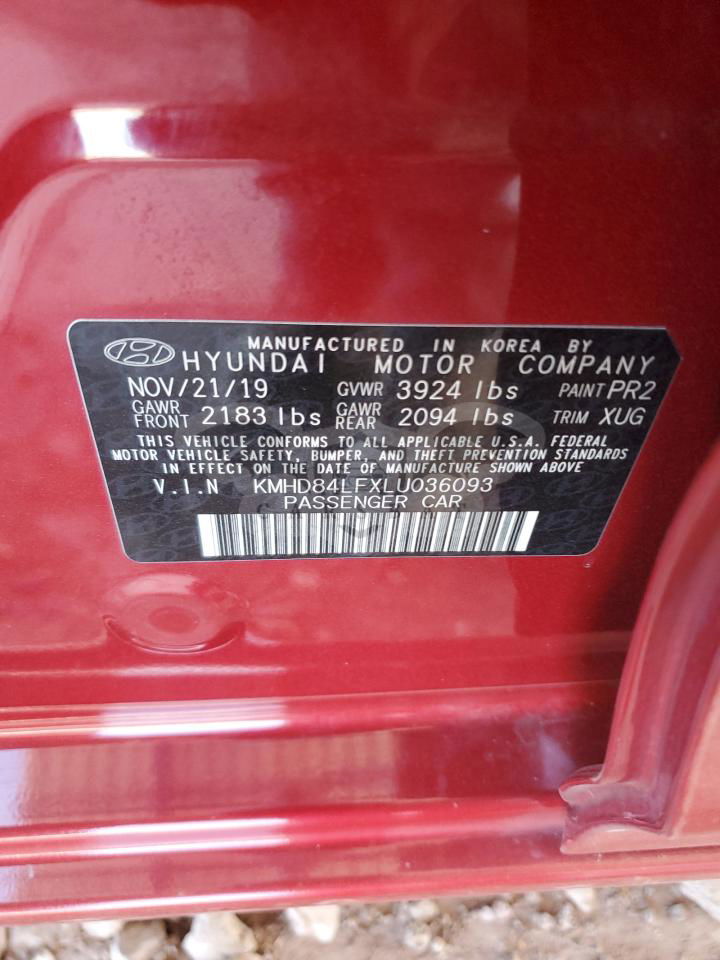 MANUFACTURED IN KOREA BY
HYUNDAI MOTOR COMPANY
NOV/21/19 GVWR 3924 lbs PAINT PR2
GAWR FRONT 2183 lbs GAWR REAR 2094 lbs TRIM XUG
THIS VEHICLE CONFORMS TO ALL APPLICABLE U.S.A. FEDERAL
MOTOR VEHICLE SAFETY, BUMPER, AND THEFT PREVENTION STANDARDS
IN EFFECT ON THE DATE OF MANUFACTURE SHOWN ABOVE
V.I.N KMHD84LFXLU036093
PASSENGER CAR